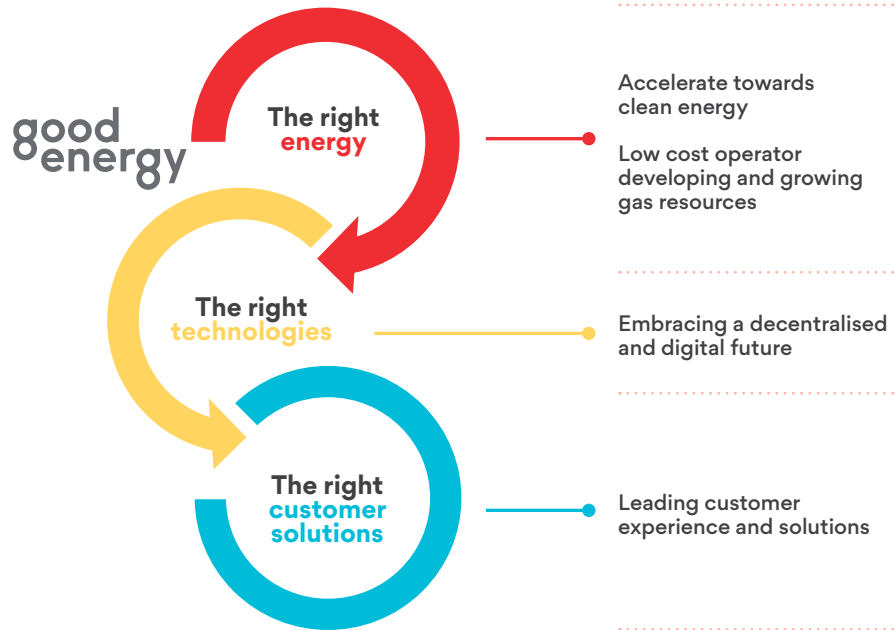 good
energy
The right
energy
Accelerate towards
clean energy
Low cost operator
developing and growing
gas resources
The right
technologies
Embracing a decentralised
and digital future
The right
customer
solutions
Leading customer
experience and solutions